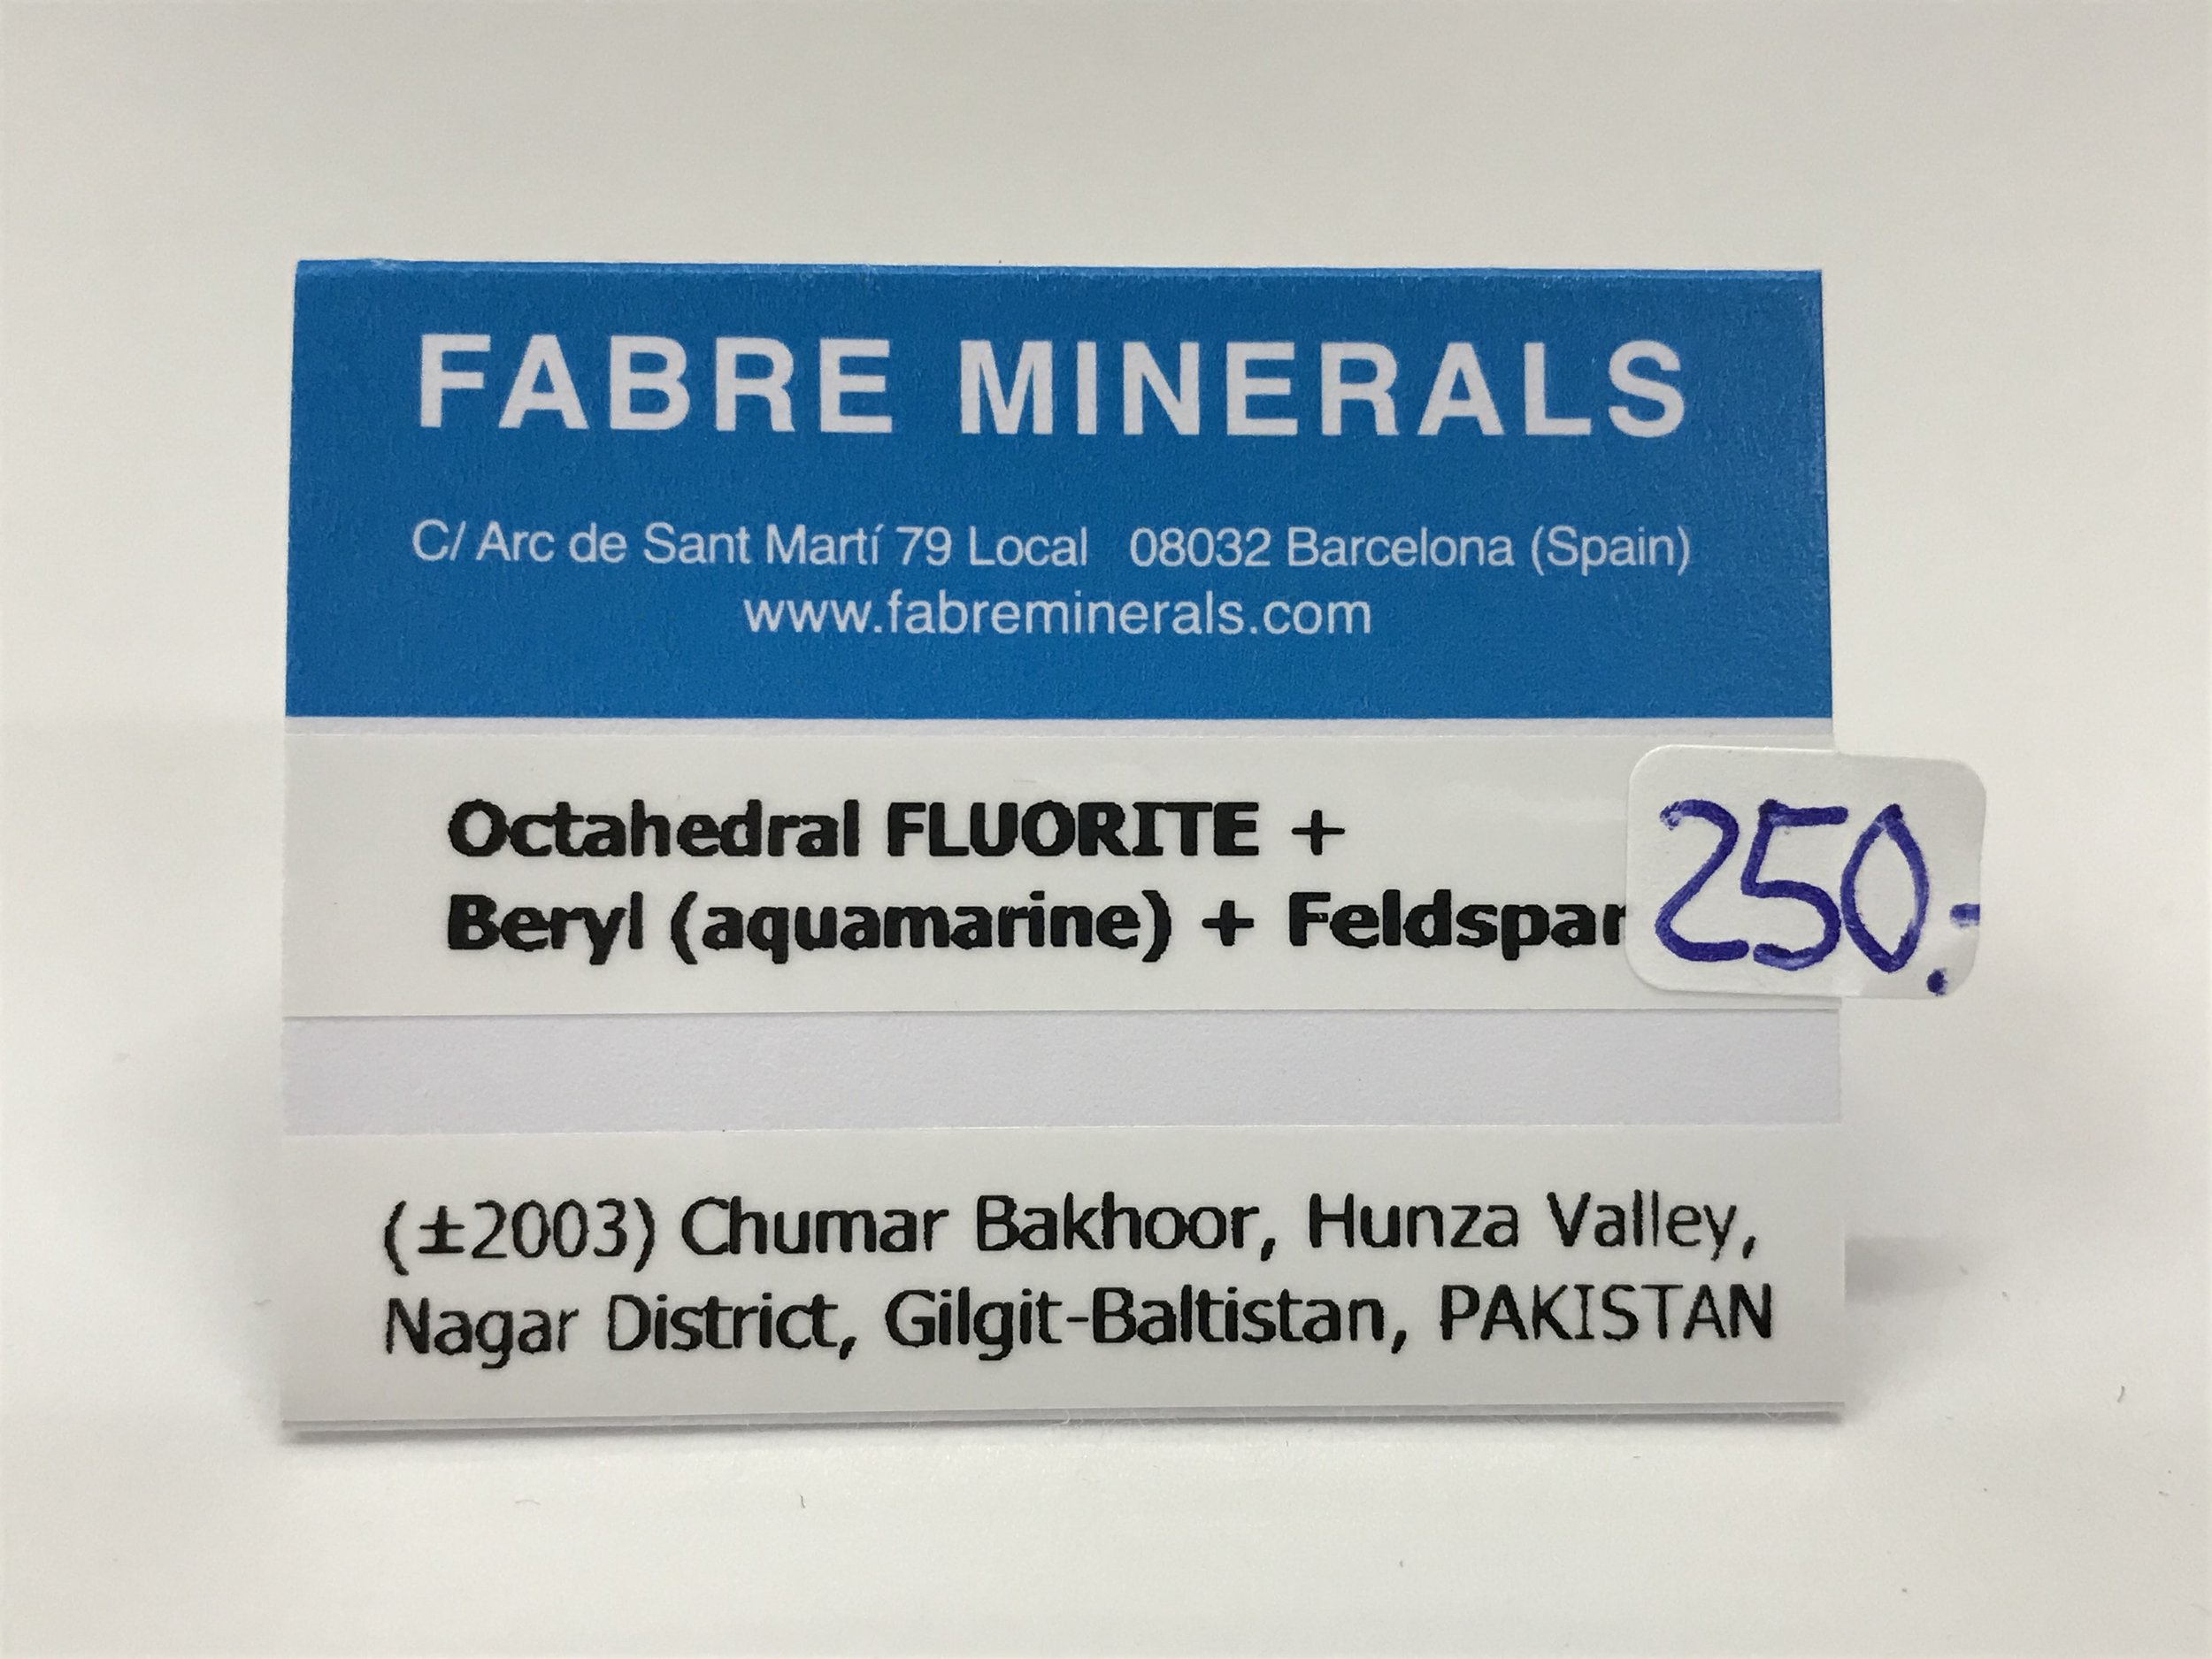 FABRE MINERALS
C/ Arc de Sant Martí 79 Local 08032 Barcelona (Spain)
www.fabreminerals.com
Octahedral FLUORITE +
Beryl (aquamarine) + Feldspar
250.-
(±2003) Chumar Bakhoor, Hunza Valley,
Nagar District, Gilgit-Baltistan, PAKISTAN